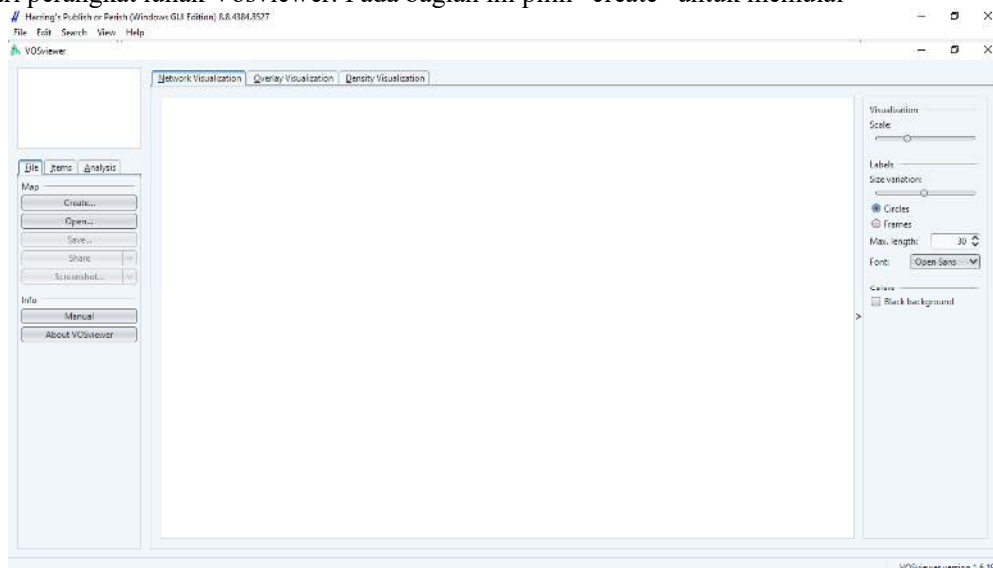 perangkat lunak Vosviewer. Pada bagian ini pilih "create" untuk memulai
Harzing's Publish or Perish (Windows GUI Edition) 8.8.4384.8527
File Edit Search View Help
VOSviewer
Network Visualization Overlay Visualization Density Visualization
File Items Analysis
Map
Create...
Open...
Save...
Share
Screenshot...
Info
Manual
About VOSviewer
Visualization
Scale:
Labels
Size variation:
Circles
Frames
Max. length: 30
Font: Open Sans
Colors
Black background
>
VOSviewer version 1.6.19